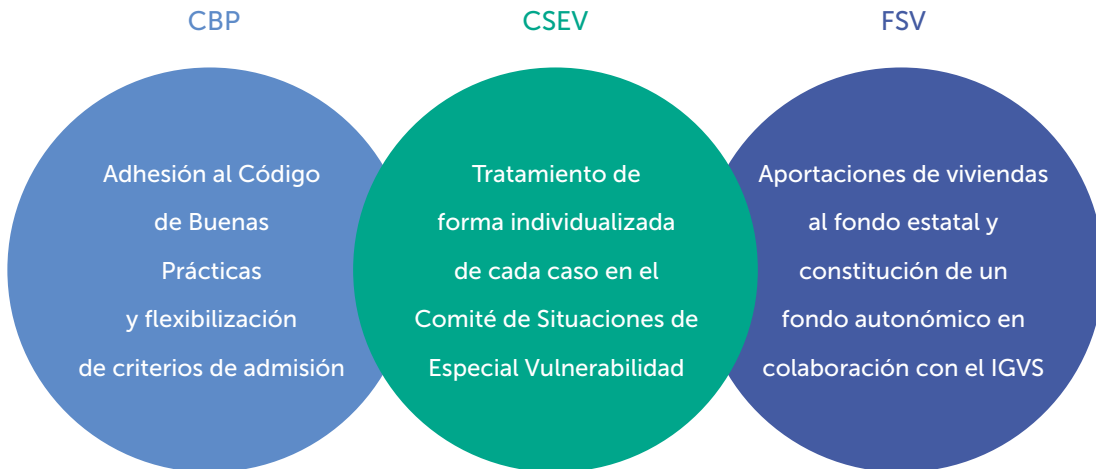 CBP
Adhesión al Código
de Buenas
Prácticas
y flexibilización
de criterios de admisión
CSEV
Tratamiento de
forma individualizada
de cada caso en el
Comité de Situaciones de
Especial Vulnerabilidad
FSV
Aportaciones de viviendas
al fondo estatal y
constitución de un
fondo autonómico en
colaboración con el IGVS